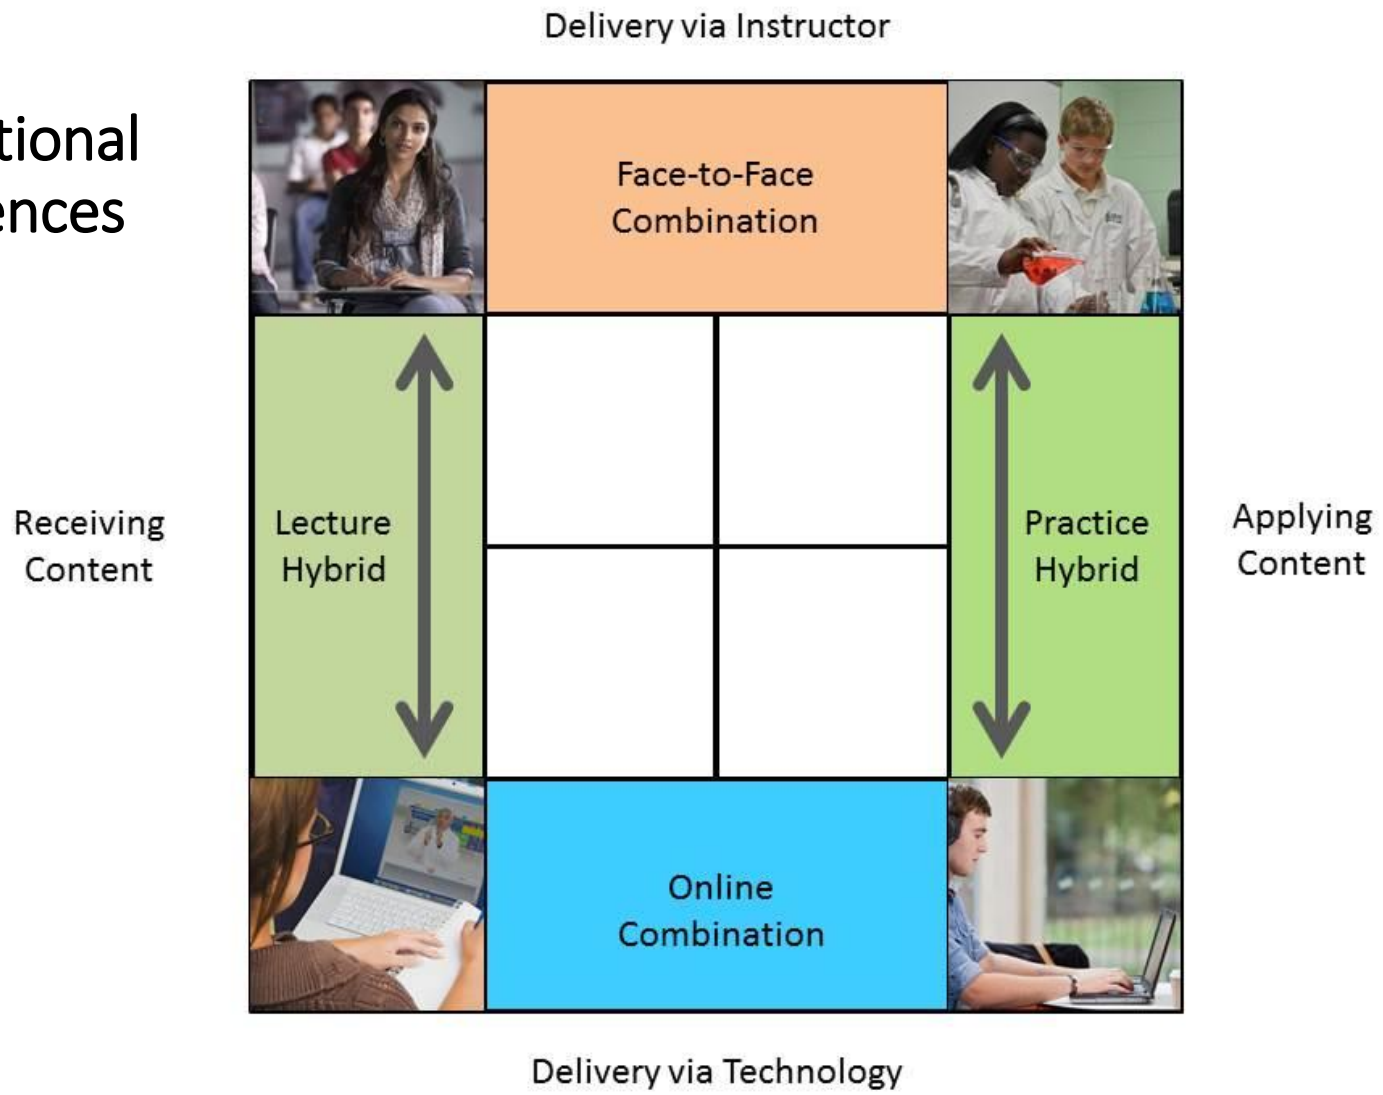 Delivery via Instructor
tional
ences
Face-to-Face
Combination
Receiving
Content
Lecture
Hybrid
Practice
Hybrid
Applying
Content
Online
Combination
Delivery via Technology